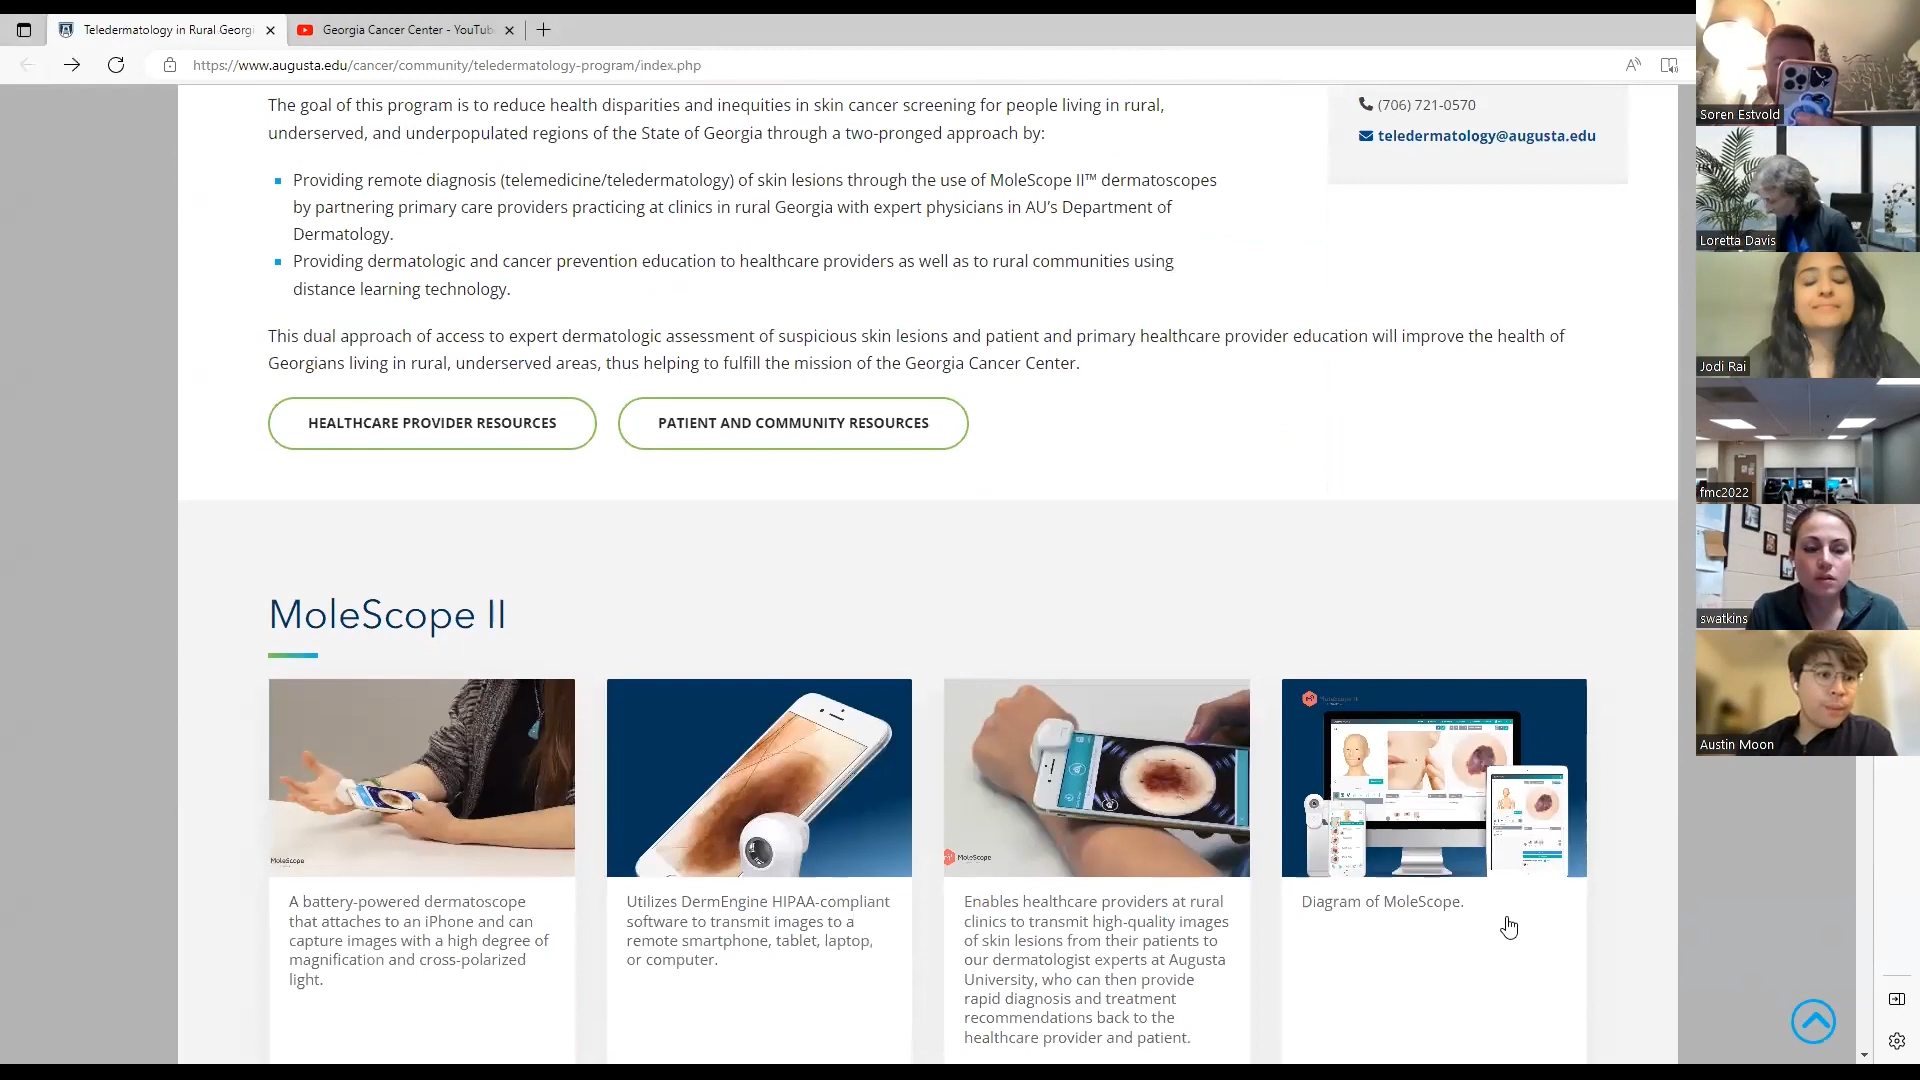 Teledermatology in Rural Georgi
Georgia Cancer Center - YouTub
https://www.augusta.edu/cancer/community/teledermatology-program/index.php
The goal of this program is to reduce health disparities and inequities in skin cancer screening for people living in rural,
underserved, and underpopulated regions of the State of Georgia through a two-pronged approach by:
(706) 721-0570
teledermatology@augusta.edu
Providing remote diagnosis (telemedicine/teledermatology) of skin lesions through the use of MoleScope II™ dermatoscopes
by partnering primary care providers practicing at clinics in rural Georgia with expert physicians in AU's Department of
Dermatology.
Providing dermatologic and cancer prevention education to healthcare providers as well as to rural communities using
distance learning technology.
This dual approach of access to expert dermatologic assessment of suspicious skin lesions and patient and primary healthcare provider education will improve the health of
Georgians living in rural, underserved areas, thus helping to fulfill the mission of the Georgia Cancer Center.
HEALTHCARE PROVIDER RESOURCES
PATIENT AND COMMUNITY RESOURCES
MoleScope II
MoleScope
MoleScope
MoleScope II
A battery-powered dermatoscope
that attaches to an iPhone and can
capture images with a high degree of
magnification and cross-polarized
light.
Utilizes DermEngine HIPAA-compliant
software to transmit images to a
remote smartphone, tablet, laptop,
or computer.
Enables healthcare providers at rural
clinics to transmit high-quality images
of skin lesions from their patients to
our dermatologist experts at Augusta
University, who can then provide
rapid diagnosis and treatment
recommendations back to the
healthcare provider and patient.
Diagram of MoleScope.
Soren Estvold
Loretta Davis
Jodi Rai
fmc2022
swatkins
Austin Moon